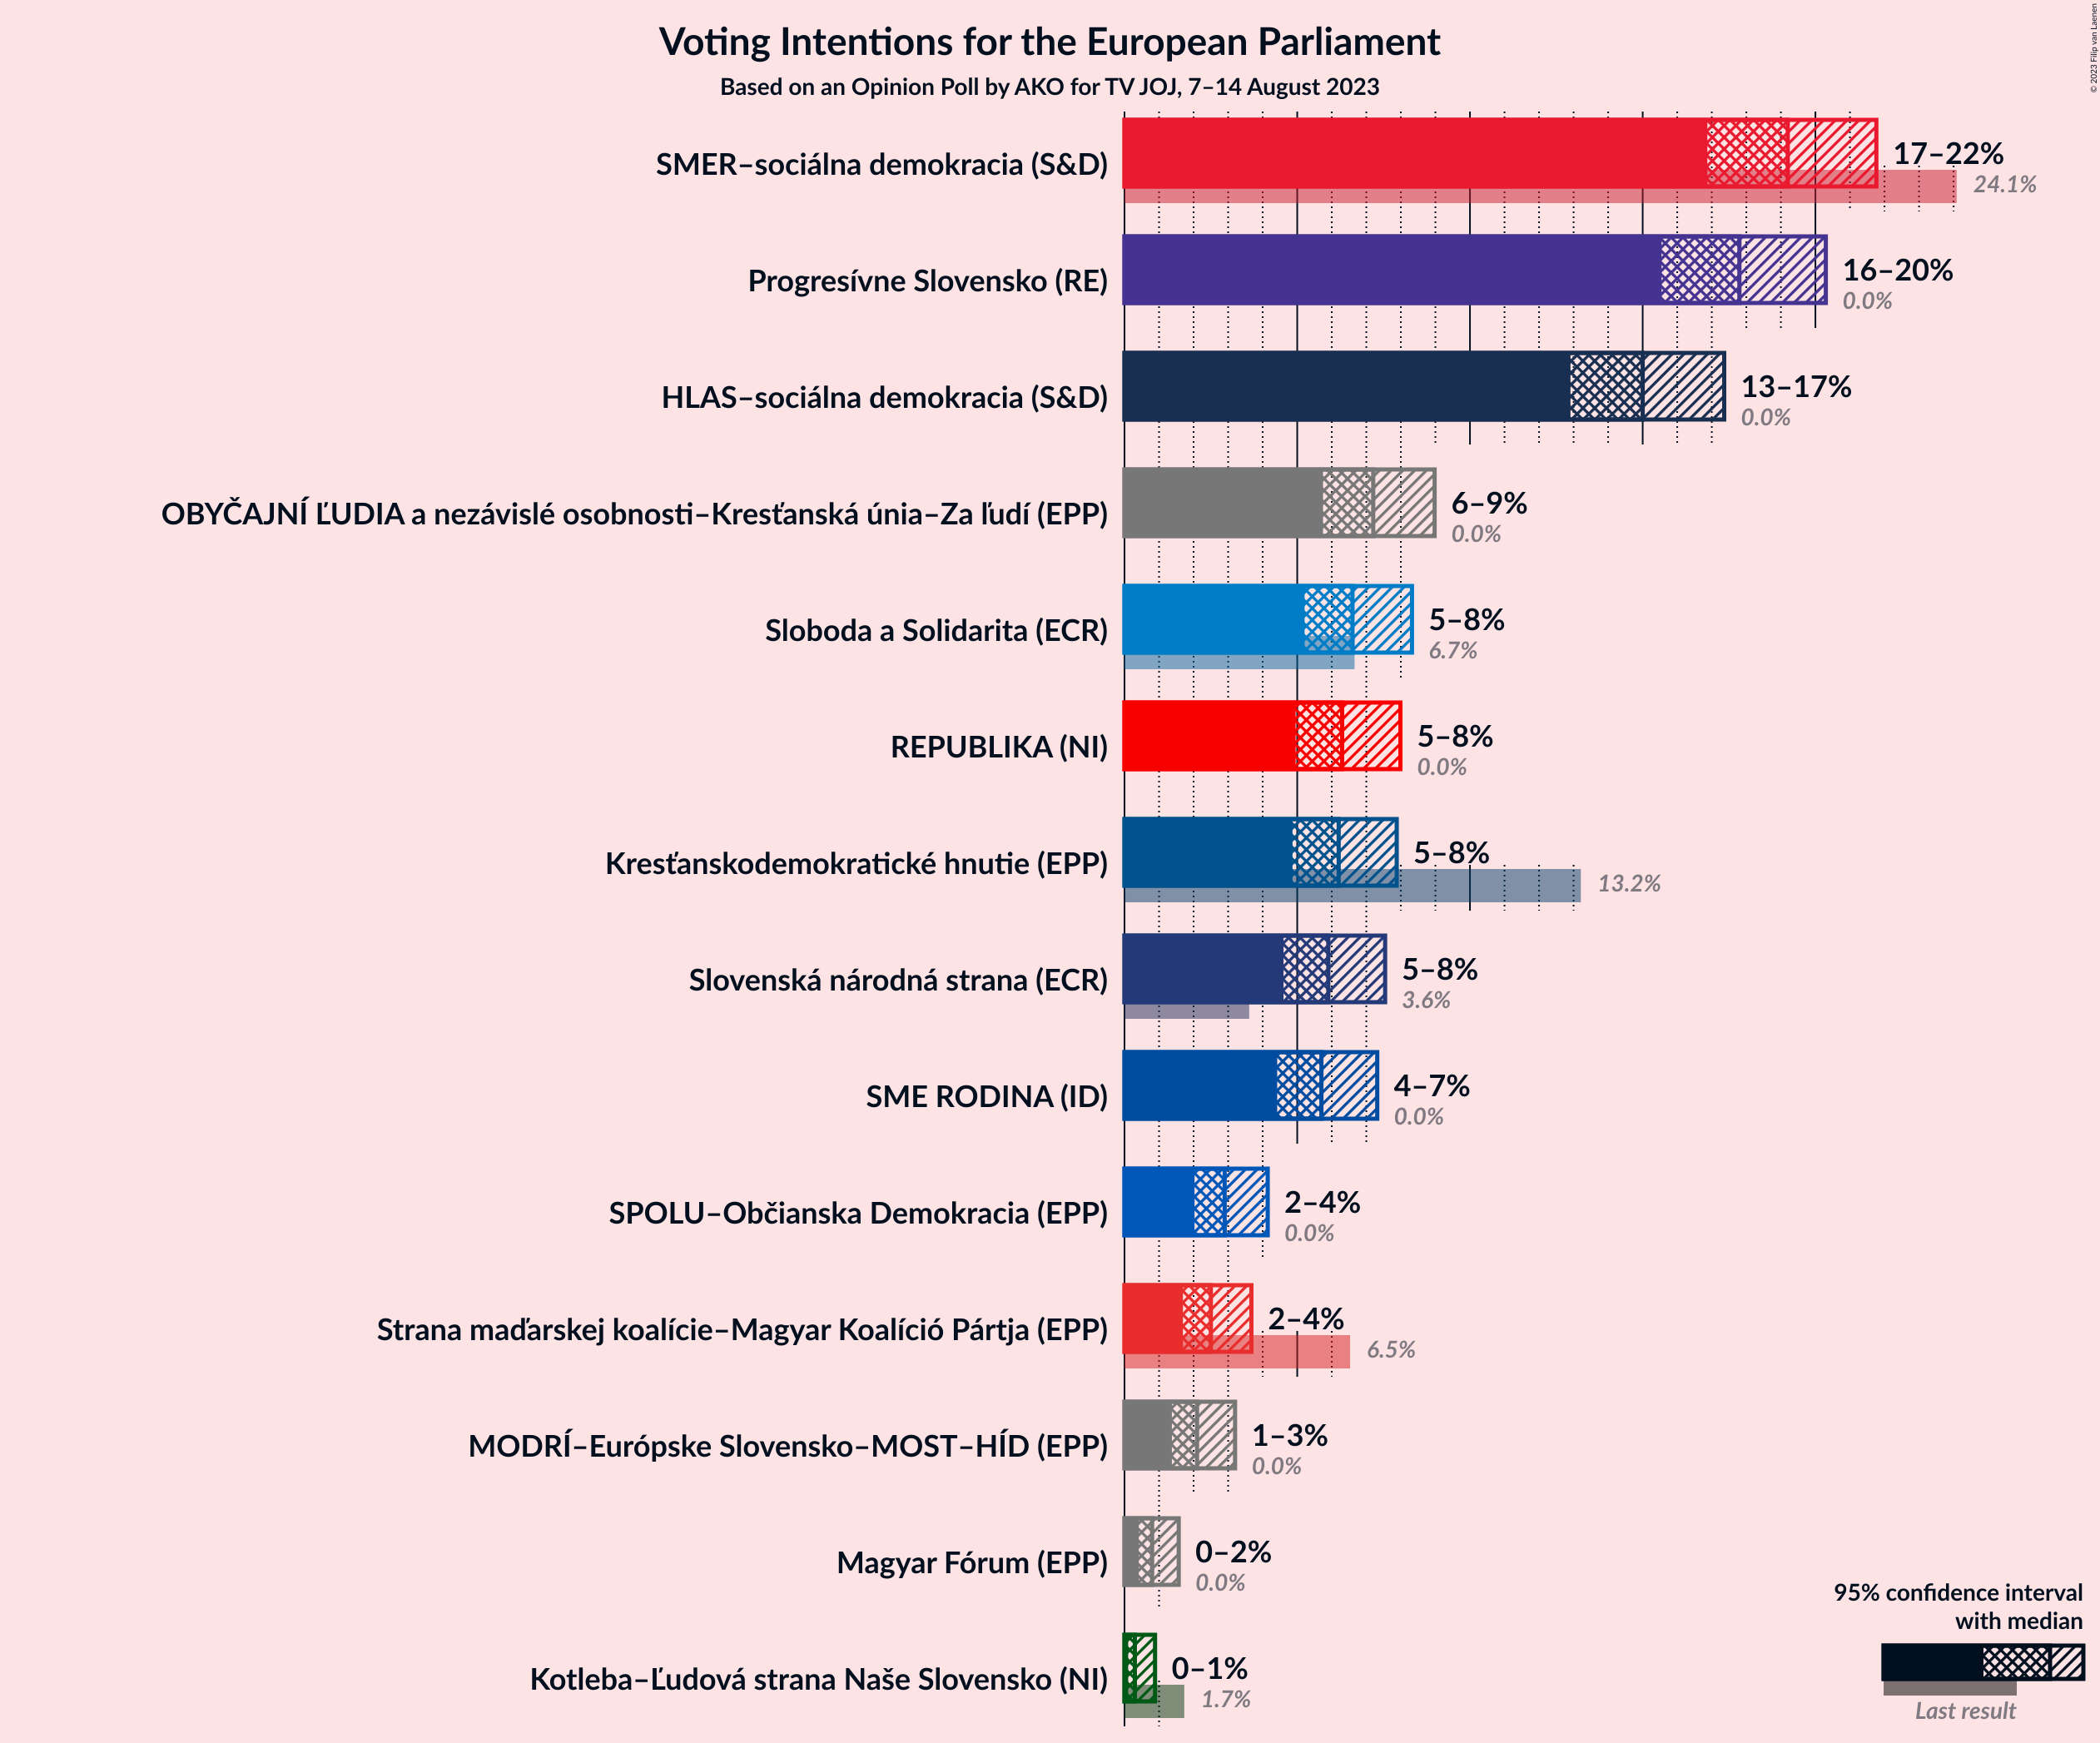 Voting Intentions for the European Parliament
Based on an Opinion Poll by AKO for TV JOJ, 7–14 August 2023
© 2023 Filip van Laenen
SMER–sociálna demokracia (S&D)
17–22%
24.1%
Progresívne Slovensko (RE)
16–20%
0.0%
HLAS–sociálna demokracia (S&D)
13–17%
0.0%
OBYČAJNÍ ĽUDIA a nezávislé osobnosti–Kresťanská únia–Za ľudí (EPP)
6–9%
0.0%
Sloboda a Solidarita (ECR)
5–8%
6.7%
REPUBLIKA (NI)
5–8%
0.0%
Kresťanskodemokratické hnutie (EPP)
5–8%
13.2%
Slovenská národná strana (ECR)
5–8%
3.6%
SME RODINA (ID)
4–7%
0.0%
SPOLU–Občianska Demokracia (EPP)
2–4%
0.0%
Strana maďarskej koalície–Magyar Koalíció Pártja (EPP)
2–4%
6.5%
MODRÍ–Európske Slovensko–MOST–HÍD (EPP)
1–3%
0.0%
Magyar Fórum (EPP)
0–2%
0.0%
Kotleba–Ľudová strana Naše Slovensko (NI)
0–1%
1.7%
95% confidence interval
with median
Last result